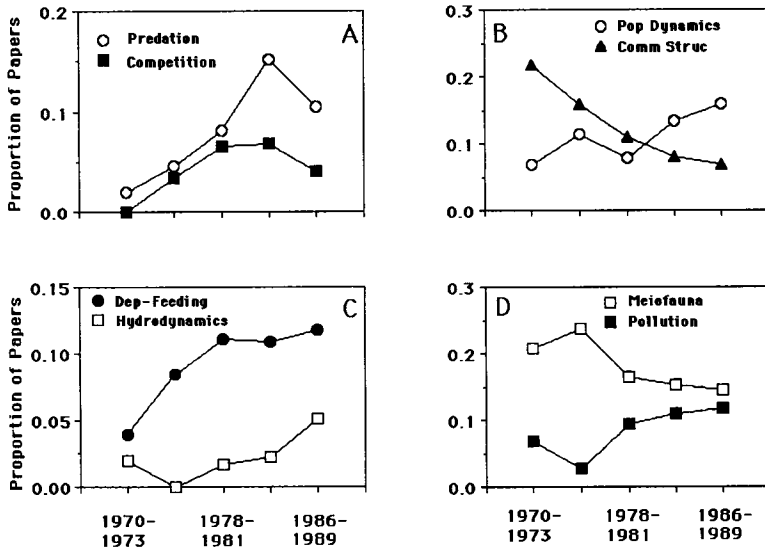 A
Predation
Competition
0.2
0.1
0.0
Proportion of Papers
B
Pop Dynamics
Comm Struc
0.3
0.2
0.1
0.0
C
Dep-Feeding
Hydrodynamics
0.15
0.10
0.05
0.00
Proportion of Papers
1970-
1973
1978-
1981
1986-
1989
D
Meiofauna
Pollution
0.3
0.2
0.1
0.0
1970-
1973
1978-
1981
1986-
1989